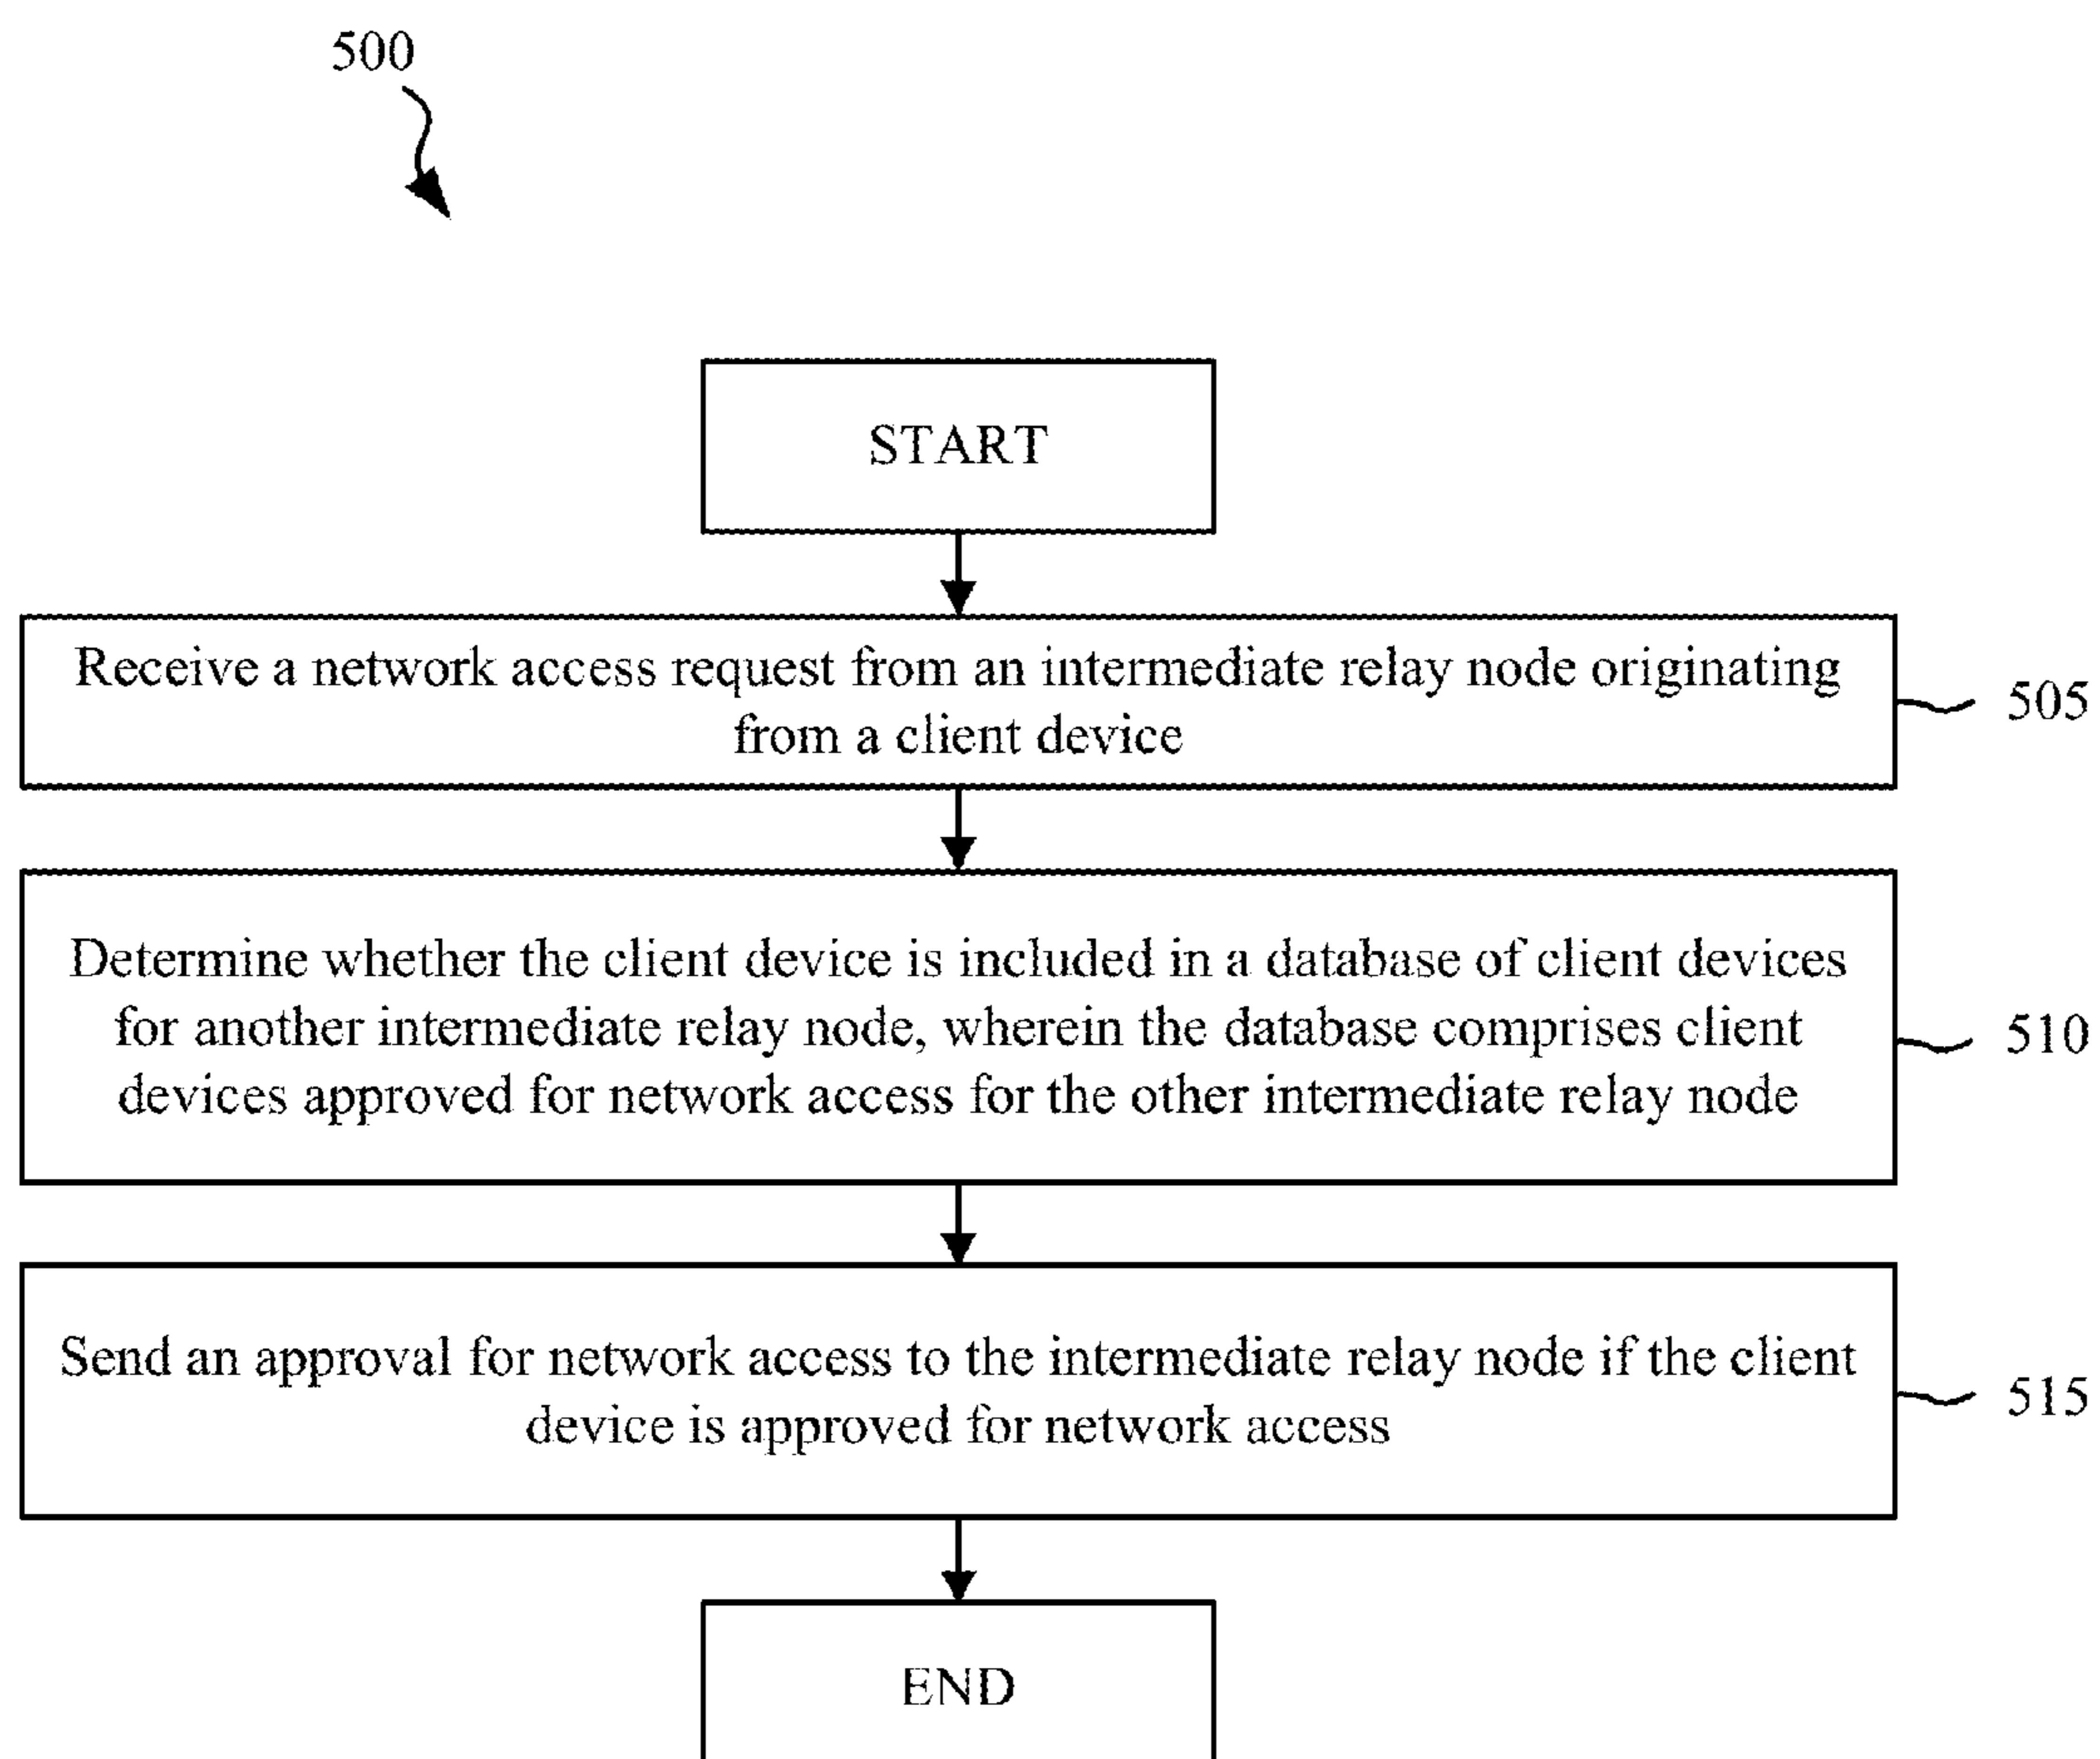 500
START
Receive a network access request from an intermediate relay node originating
from a client device
505
Determine whether the client device is included in a database of client devices
for another intermediate relay node, wherein the database comprises client
devices approved for network access for the other intermediate relay node
510
Send an approval for network access to the intermediate relay node if the client
device is approved for network access
515
END